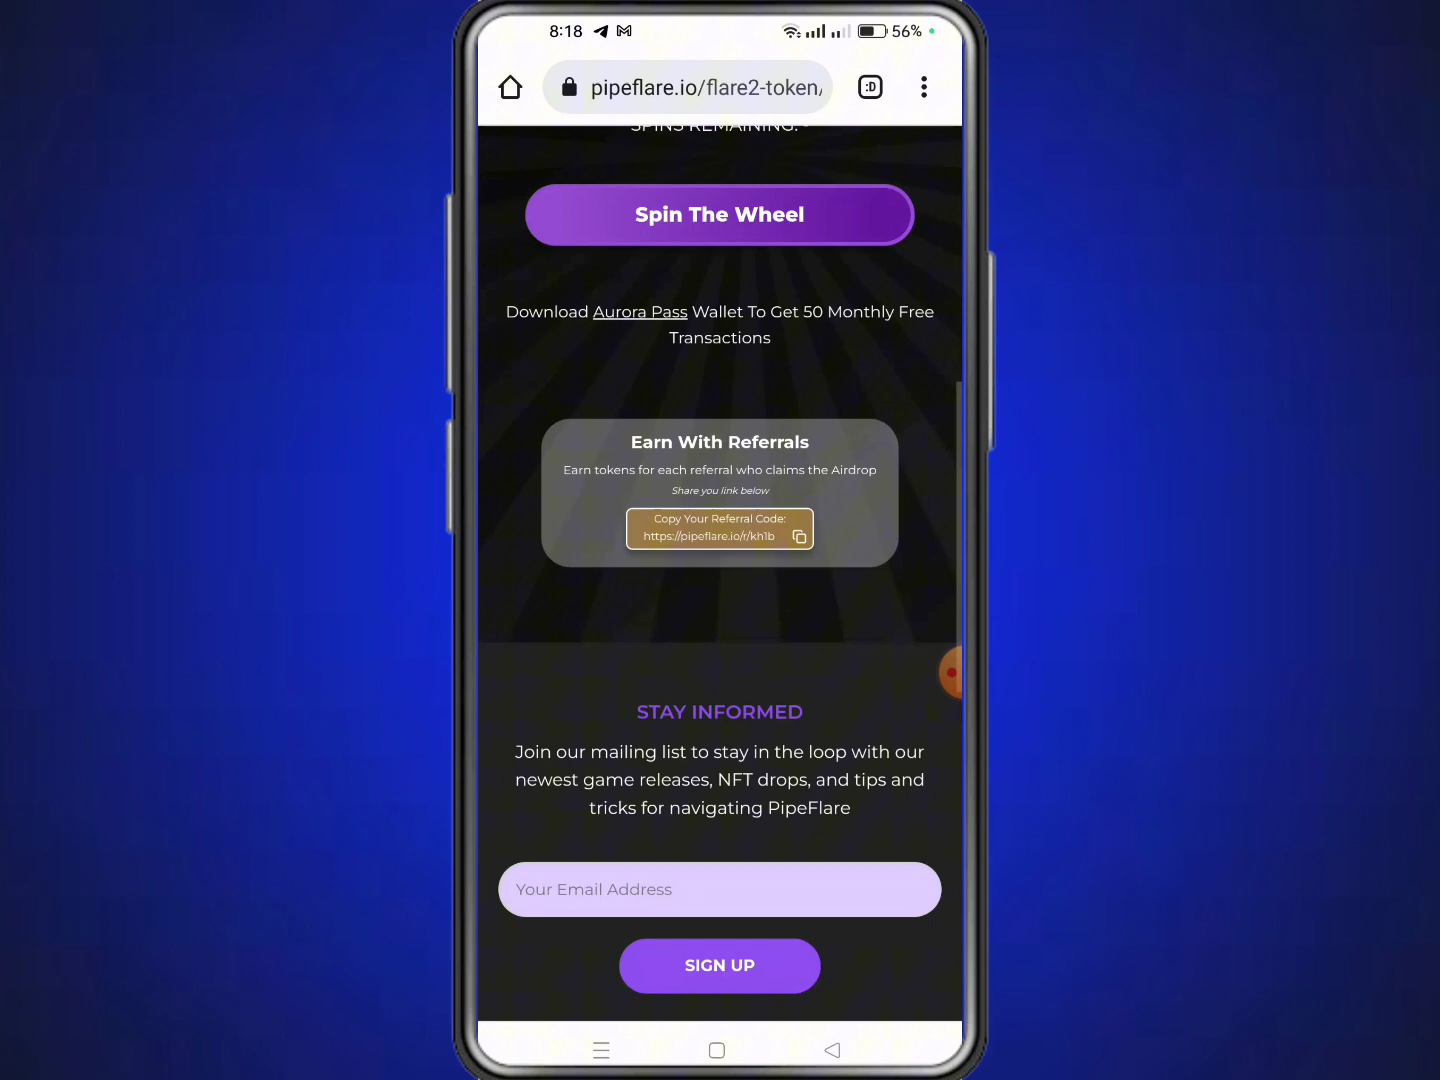 8:18
56%
pipeflare.io/flare2-token/
:D
SPINS REMAINING: -
Spin The Wheel
Download Aurora Pass Wallet To Get 50 Monthly Free
Transactions
Earn With Referrals
Earn tokens for each referral who claims the Airdrop
Share you link below
Copy Your Referral Code:
https://pipeflare.io/r/kh1b
STAY INFORMED
Join our mailing list to stay in the loop with our
newest game releases, NFT drops, and tips and
tricks for navigating PipeFlare
Your Email Address
SIGN UP